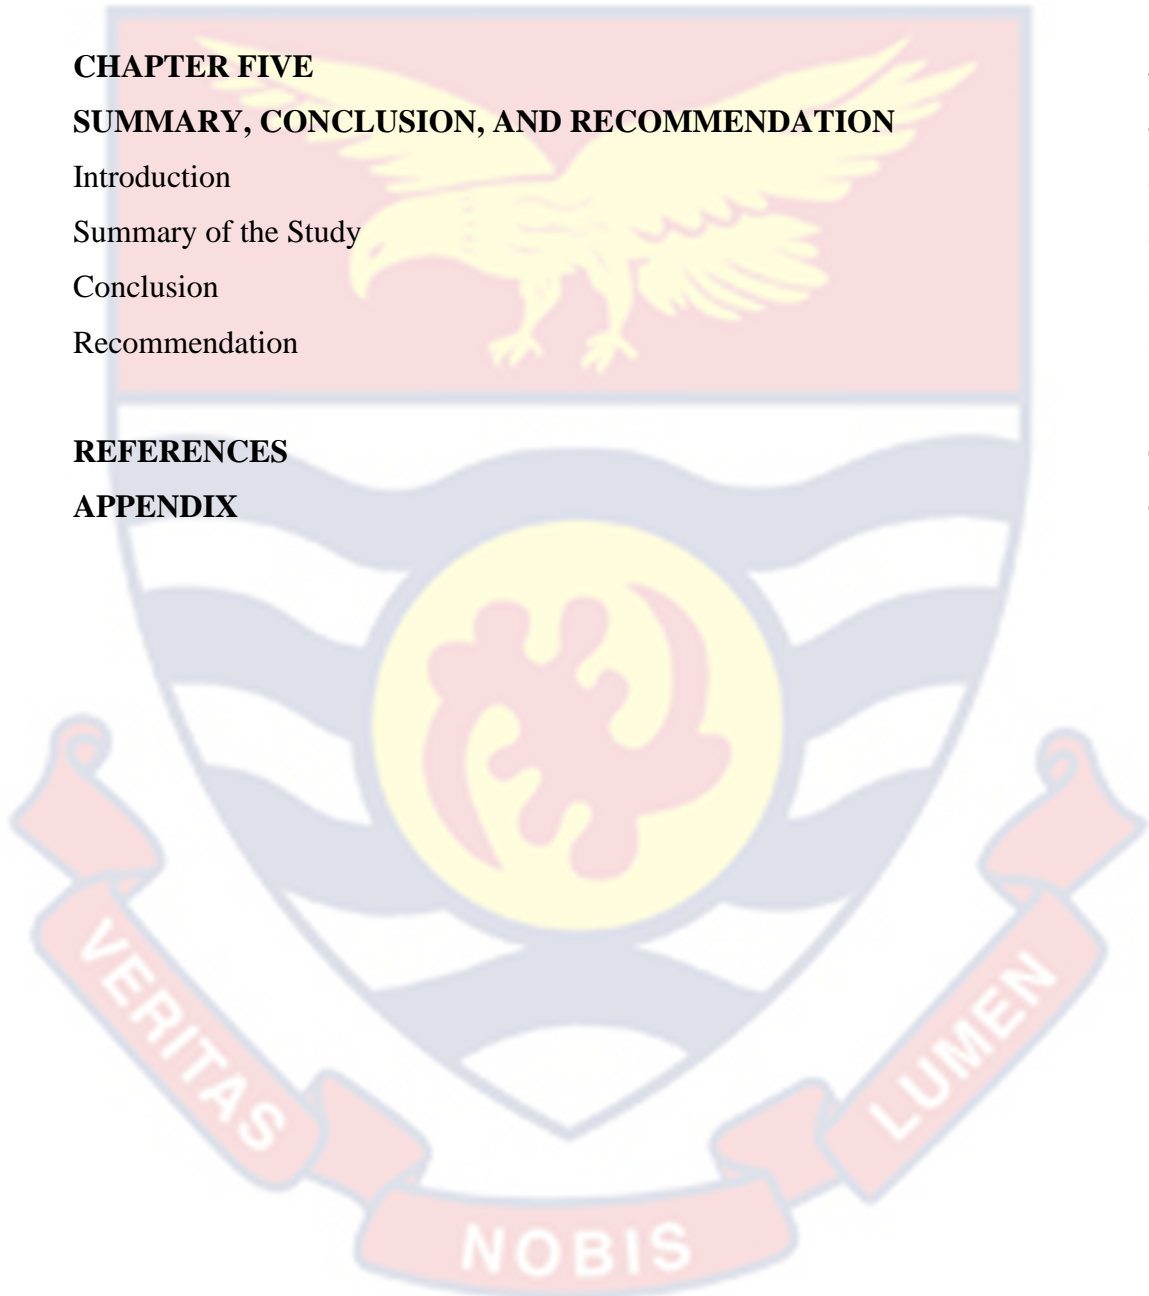 CHAPTER FIVE
SUMMARY, CONCLUSION, AND RECOMMENDATION
Introduction
Summary of the Study
Conclusion
Recommendation
REFERENCES
APPENDIX
VERITAS
NOBIS
LUMEN